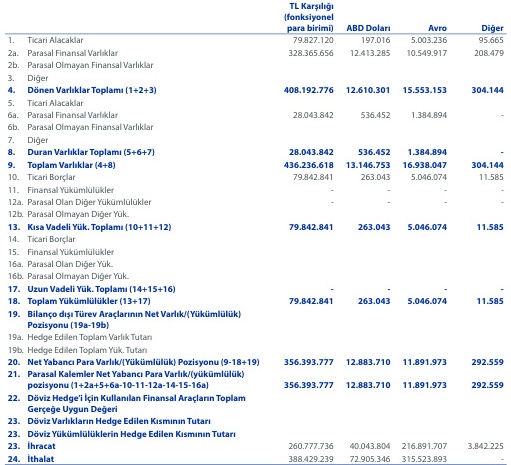 TL Karşılığı
(fonksiyonel
para birimi) ABD Doları Avro Diğer
1. Ticari Alacaklar 79.827.120 197.016 5.003.236 95.665
2a. Parasal Finansal Varlıklar 328.365.656 12.413.285 10.549.917 208.479
2b. Parasal Olmayan Finansal Varlıklar
3. Diğer
4. Dönen Varlıklar Toplamı (1+2+3) 408.192.776 12.610.301 15.553.153 304.144
5. Ticari Alacaklar
6a. Parasal Finansal Varlıklar 28.043.842 536.452 1.384.894 -
6b. Parasal Olmayan Finansal Varlıklar
7. Diğer
8. Duran Varlıklar Toplamı (5+6+7) 28.043.842 536.452 1.384.894 -
9. Toplam Varlıklar (4+8) 436.236.618 13.146.753 16.938.047 304.144
10. Ticari Borçlar 79.842.841 263.043 5.046.074 11.585
11. Finansal Yükümlülükler - - - -
12a. Parasal Olan Diğer Yükümlülükler - - - -
12b. Parasal Olmayan Diğer Yük.
13. Kısa Vadeli Yük. Toplamı (10+11+12) 79.842.841 263.043 5.046.074 11.585
14. Ticari Borçlar
15. Finansal Yükümlülükler
16a. Parasal Olan Diğer Yük.
16b. Parasal Olmayan Diğer Yük.
17. Uzun Vadeli Yük. Toplamı (14+15+16) - - - -
18. Toplam Yükümlülükler (13+17) 79.842.841 263.043 5.046.074 11.585
19. Bilanço dışı Türev Araçlarının Net Varlık/(Yükümlülük)
Pozisyonu (19a-19b)
19a. Hedge Edilen Toplam Varlık Tutarı
19b. Hedge Edilen Toplam Yük. Tutarı
20. Net Yabancı Para Varlık/(Yükümlülük) Pozisyonu (9-18+19) 356.393.777 12.883.710 11.891.973 292.559
21. Parasal Kalemler Net Yabancı Para Varlık/(yükümlülük)
pozisyonu (1+2a+5+6a-10-11-12a-14-15-16a) 356.393.777 12.883.710 11.891.973 292.559
22. Döviz Hedge'i İçin Kullanılan Finansal Araçların Toplam
Gerçeğe Uygun Değeri
23. Döviz Varlıkların Hedge Edilen Kısmının Tutarı
23. Döviz Yükümlülüklerin Hedge Edilen Kısmının Tutarı
23. İhracat 260.777.736 40.043.804 216.891.707 3.842.225
24. İthalat 388.429.239 72.905.346 315.523.893 -